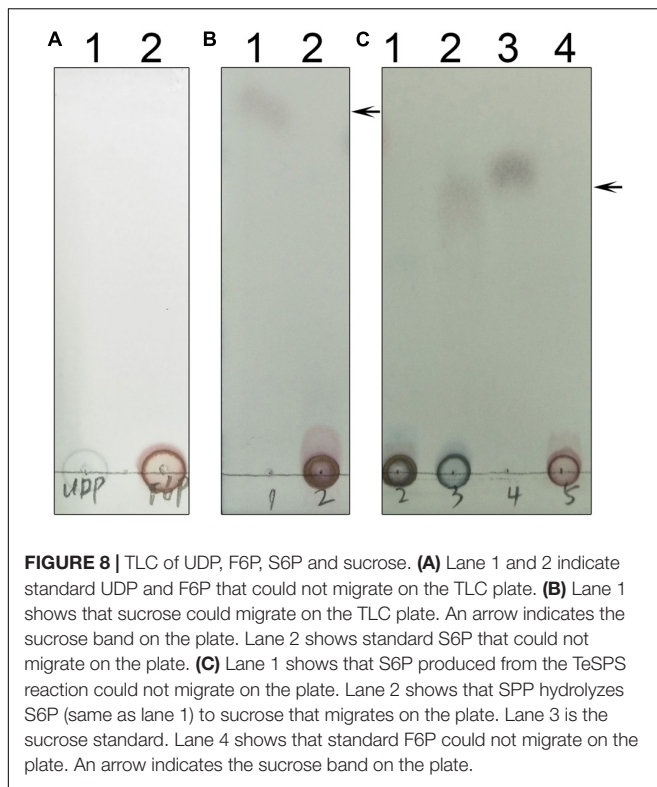 A 1 2 B 1 2 C 1 2 3 4
UDP F6P 1 2 2 3 4 5
FIGURE 8 | TLC of UDP, F6P, S6P and sucrose. (A) Lane 1 and 2 indicate
standard UDP and F6P that could not migrate on the TLC plate. (B) Lane 1
shows that sucrose could migrate on the TLC plate. An arrow indicates the
sucrose band on the plate. Lane 2 shows standard S6P that could not
migrate on the plate. (C) Lane 1 shows that S6P produced from the TeSPS
reaction could not migrate on the plate. Lane 2 shows that SPP hydrolyzes
S6P (same as lane 1) to sucrose that migrates on the plate. Lane 3 is the
sucrose standard. Lane 4 shows that standard F6P could not migrate on the
plate. An arrow indicates the sucrose band on the plate.